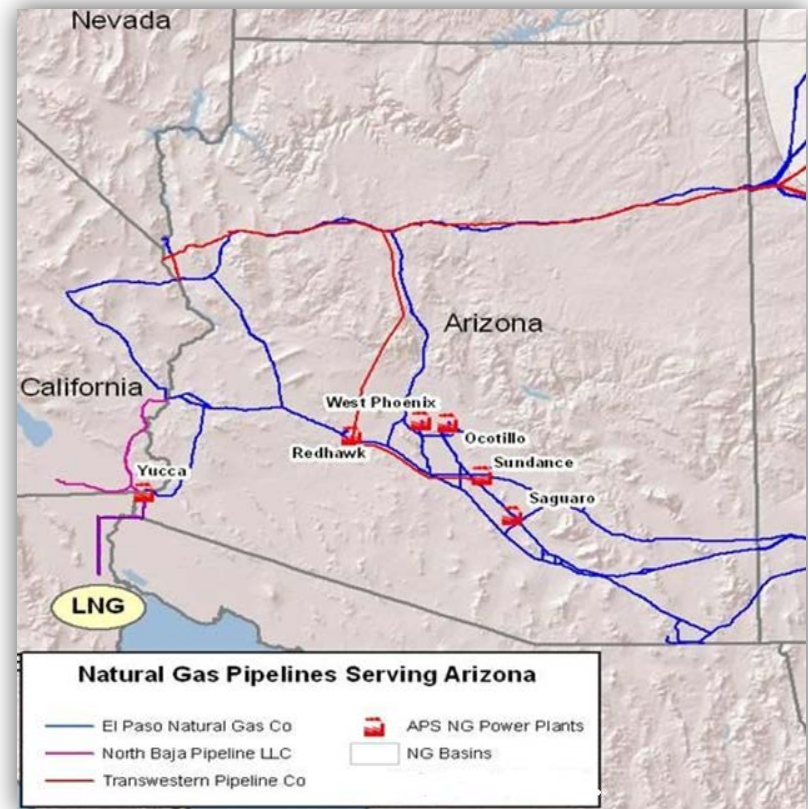 Nevada
Arizona
California
West Phoenix
Redhawk
Ocotillo
Sundance
Yucca
Saguaro
LNG
Natural Gas Pipelines Serving Arizona
El Paso Natural Gas Co
APS NG Power Plants
North Baja Pipeline LLC
NG Basins
Transwestern Pipeline Co